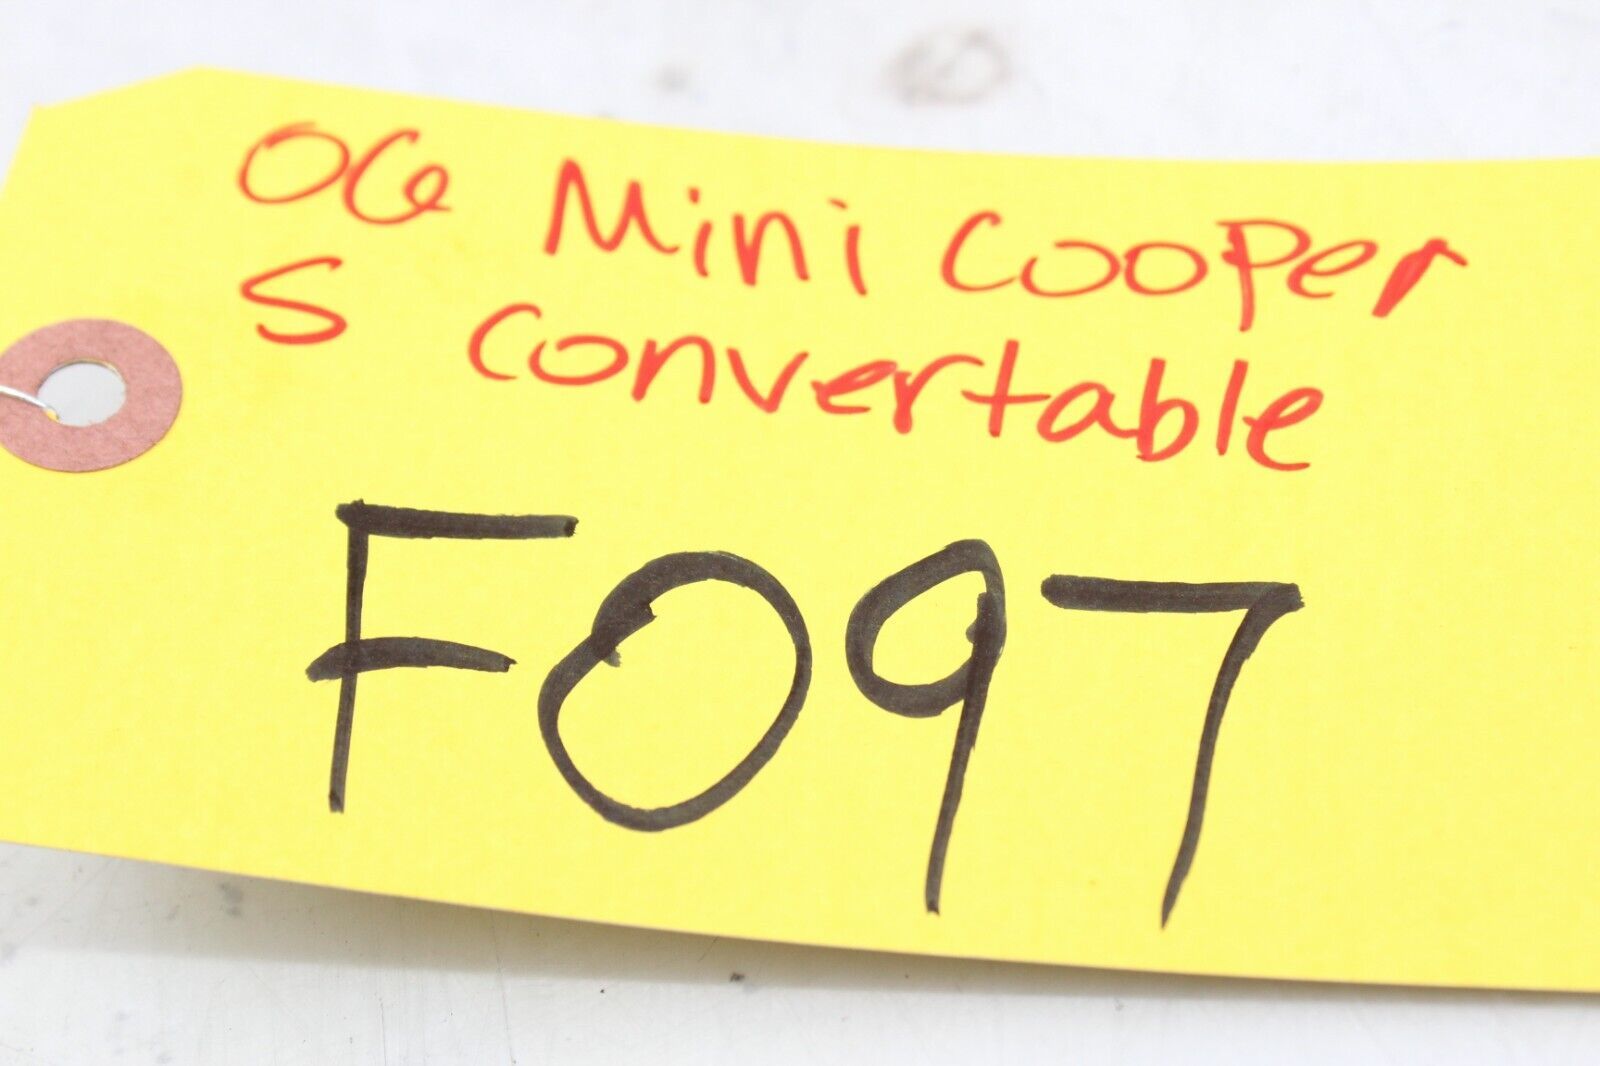 06 Mini Cooper
S Convertable
F097